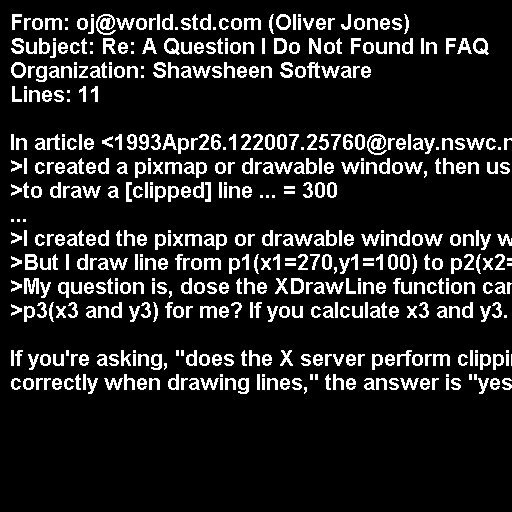 From: oj@world.std.com (Oliver Jones)
Subject: Re: A Question I Do Not Found In FAQ
Organization: Shawsheen Software
Lines: 11

In article <1993Apr26.122007.25760@relay.nswc.n
>I created a pixmap or drawable window, then us
>to draw a [clipped] line ... = 300
...
>I created the pixmap or drawable window only w
>But I draw line from p1(x1=270,y1=100) to p2(x2=
>My question is, dose the XDrawLine function car
>p3(x3 and y3) for me? If you calculate x3 and y3.

If you're asking, "does the X server perform clippi
correctly when drawing lines," the answer is "yes